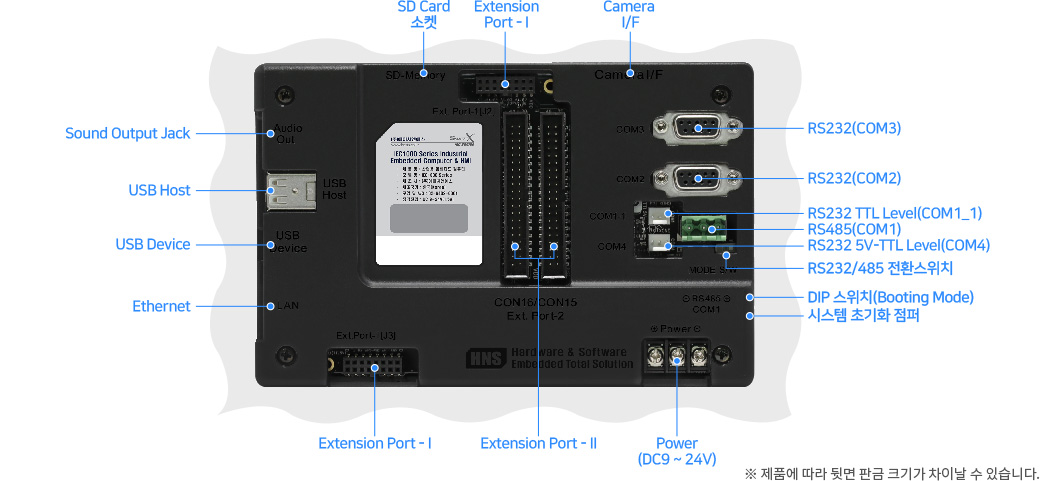 SD Card
소켓
Extension
Port - I
Camera
I/F
SD-Memory
Camera I/F
Ext. Port-1[J2]
Sound Output Jack
Audio
Out
COM3
RS232(COM3)
IEC1000 Series Industrial
Embedded Computer & HMI
USB Host
USB
Host
COM2
RS232(COM2)
COM1_1
RS232 TTL Level(COM1_1)
RS485(COM1)
USB Device
USB
Device
COM4
RS232 5V-TTL Level(COM4)
MODE S/W
RS232/485 전환스위치
Ethernet
LAN
CON16/CON15
Ext. Port-2
⊖ RS485 ⊕
COM1
DIP 스위치(Booting Mode)
시스템 초기화 점퍼
Ext.Port-1[J3]
⊕ Power ⊖
HNS
Hardware & Software
Embedded Total Solution
Extension Port - I
Extension Port - II
Power
(DC9 ~ 24V)
※ 제품에 따라 뒷면 판금 크기가 차이날 수 있습니다.